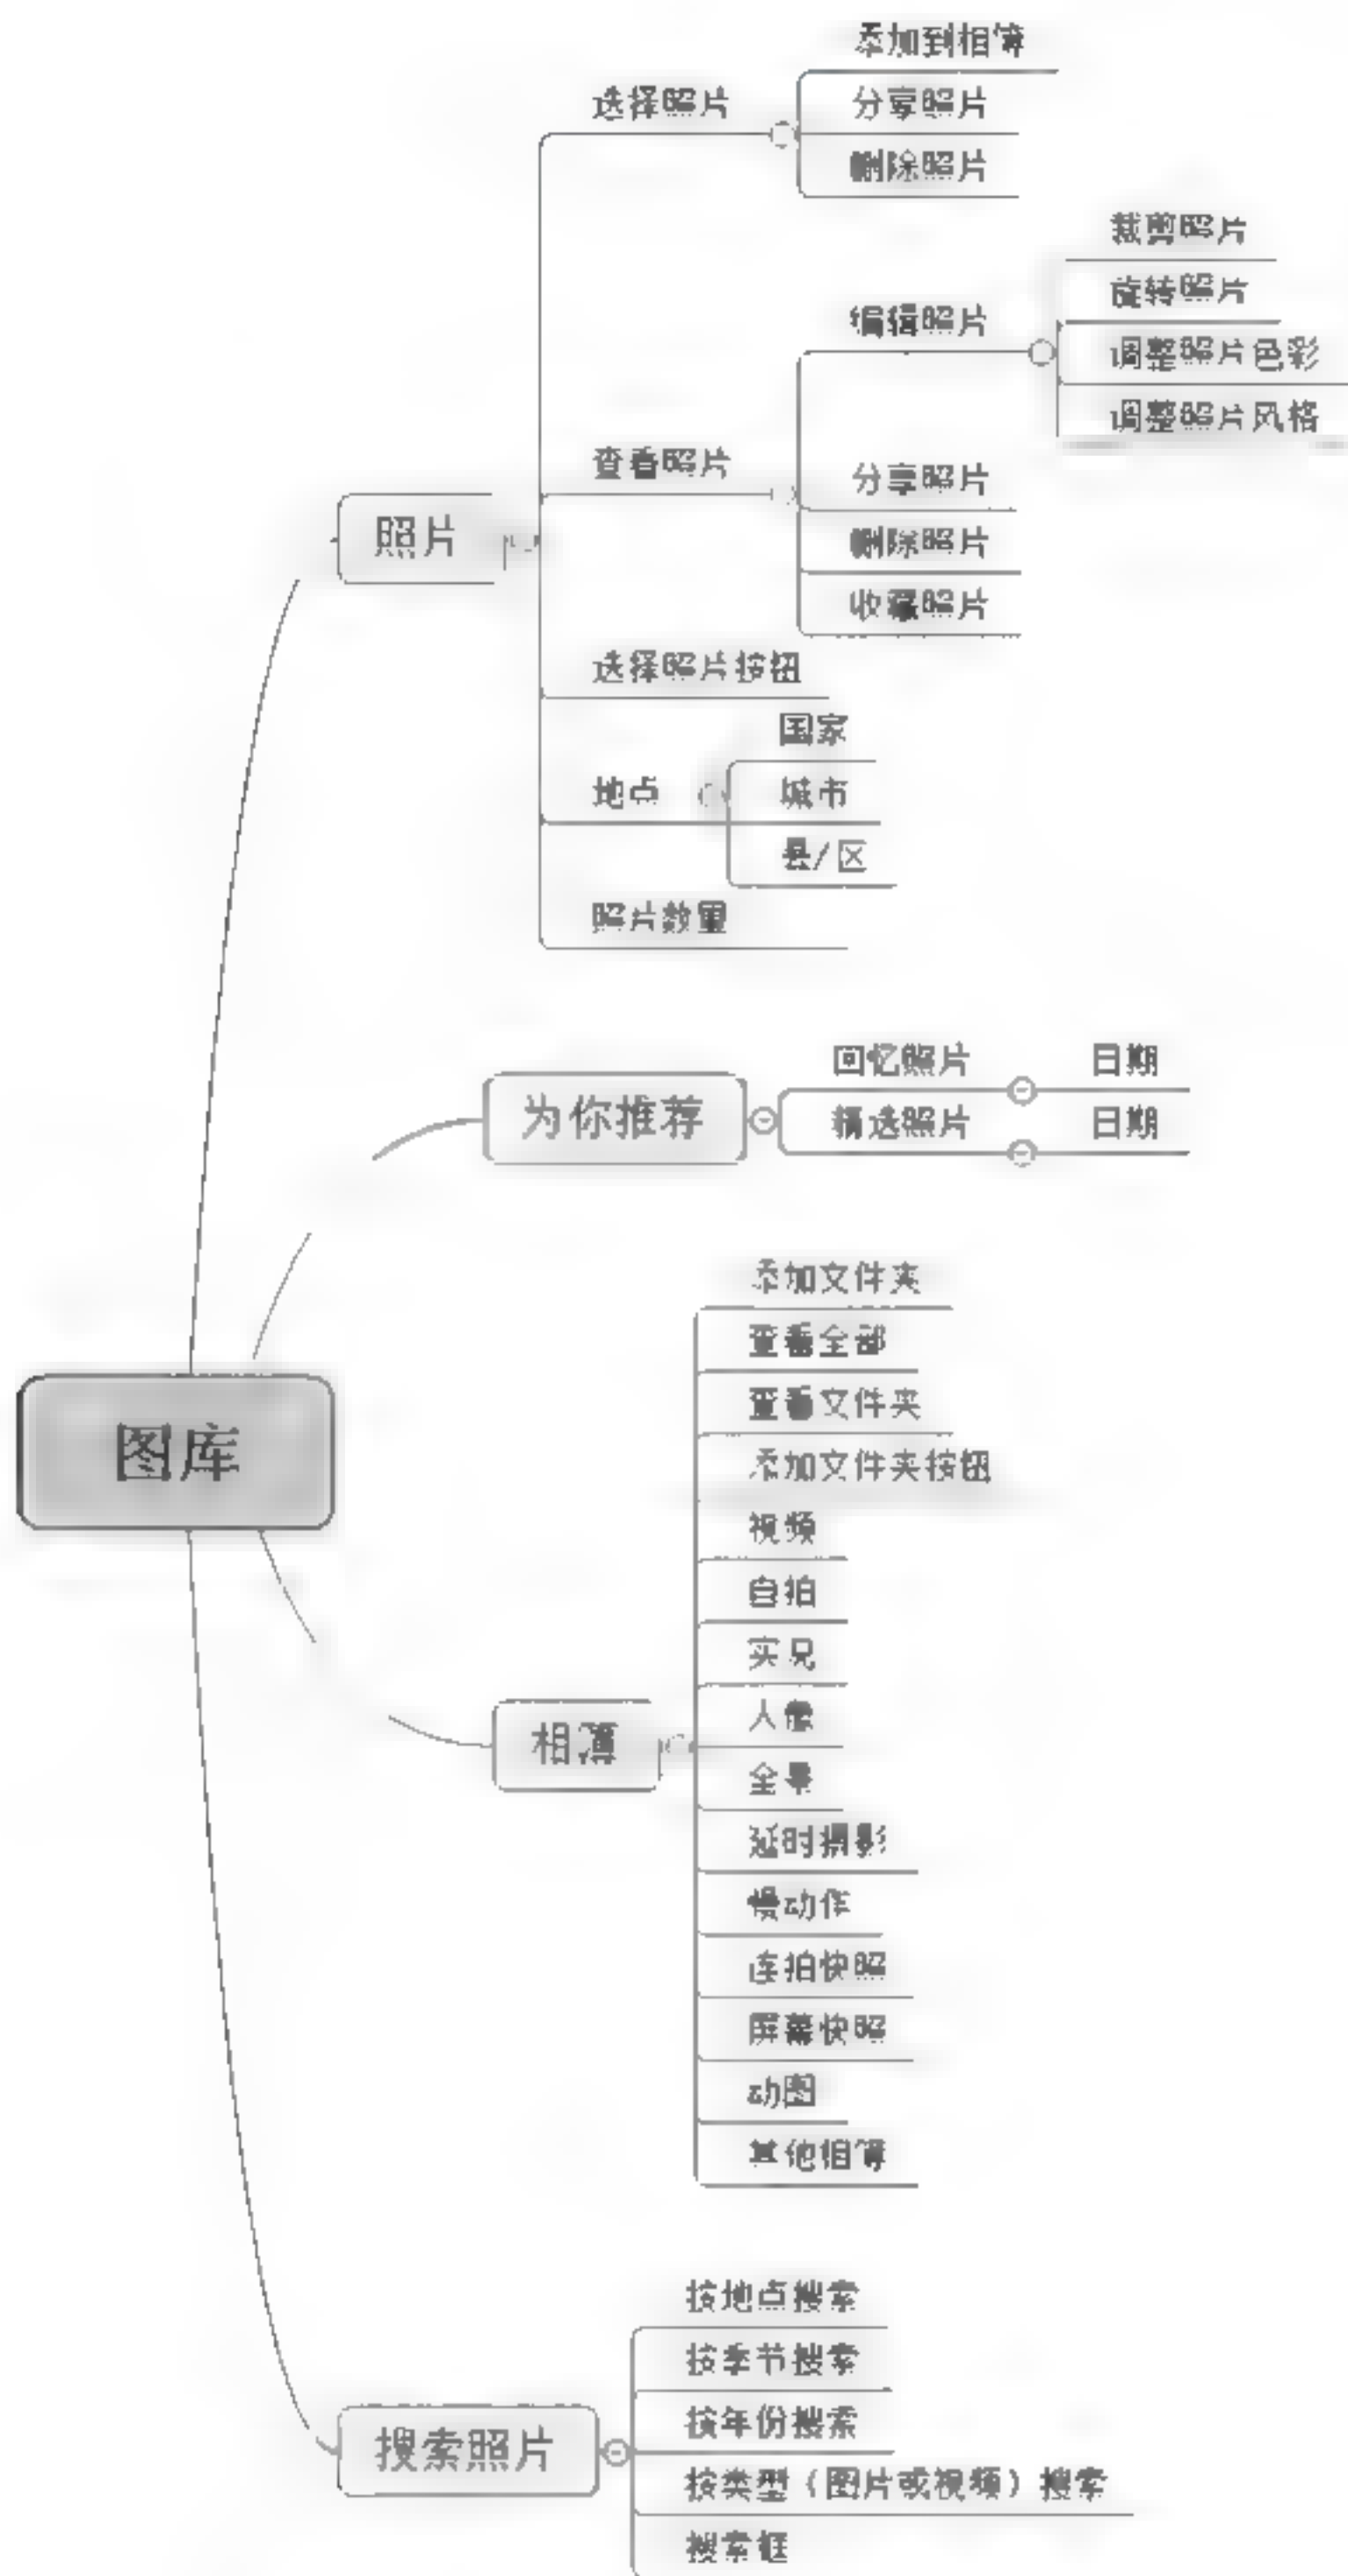 添加到相簿
选择照片
分享照片
删除照片
裁剪照片
旋转照片
编辑照片
调整照片色彩
调整照片风格
查看照片
分享照片
照片
删除照片
收藏照片
选择照片按钮
国家
地点
城市
县/区
照片数量
回忆照片
日期
为你推荐
精选照片
日期
添加文件夹
查看全部
查看文件夹
图库
添加文件夹按钮
视频
自拍
实况
人像
相簿
全景
延时摄影
慢动作
连拍快照
屏幕快照
动图
其他相簿
按地点搜索
按季节搜索
按年份搜索
搜索照片
按类型（图片或视频）搜索
搜索框